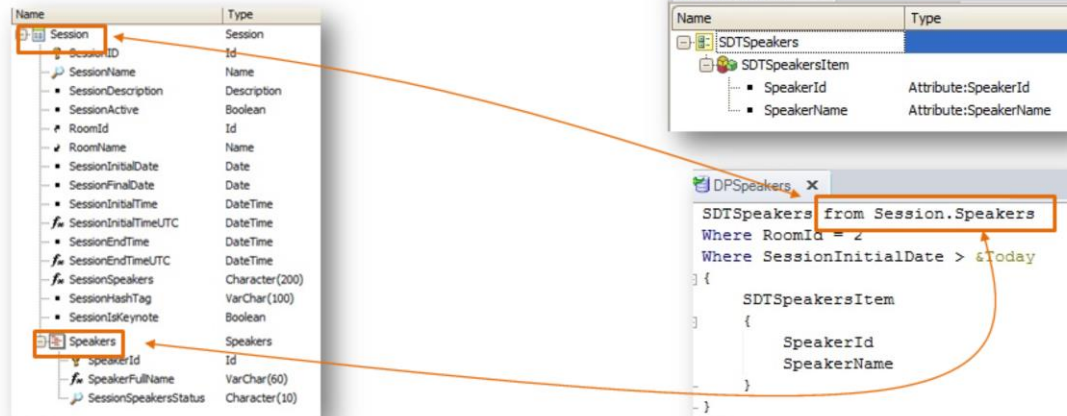 Name Type
Session Session
SessionID Id
SessionName Name
SessionDescription Description
SessionActive Boolean
RoomId Id
RoomName Name
SessionInitialDate Date
SessionFinalDate Date
SessionInitialTime DateTime
SessionInitialTimeUTC DateTime
SessionEndTime DateTime
SessionEndTimeUTC DateTime
SessionSpeakers Character(200)
SessionHashTag VarChar(100)
SessionIsKeynote Boolean
Speakers Speakers
SpeakerId Id
SpeakerFullName VarChar(60)
SessionSpeakersStatus Character(10)
Name Type
SDTSpeakers
SDTSpeakersItem
SpeakerId Attribute:SpeakerId
SpeakerName Attribute:SpeakerName
DPSpeakers X
SDTSpeakers from Session.Speakers
Where RoomId = 2
Where SessionInitialDate > &Today
{
SDTSpeakersItem
{
SpeakerId
SpeakerName
}
}